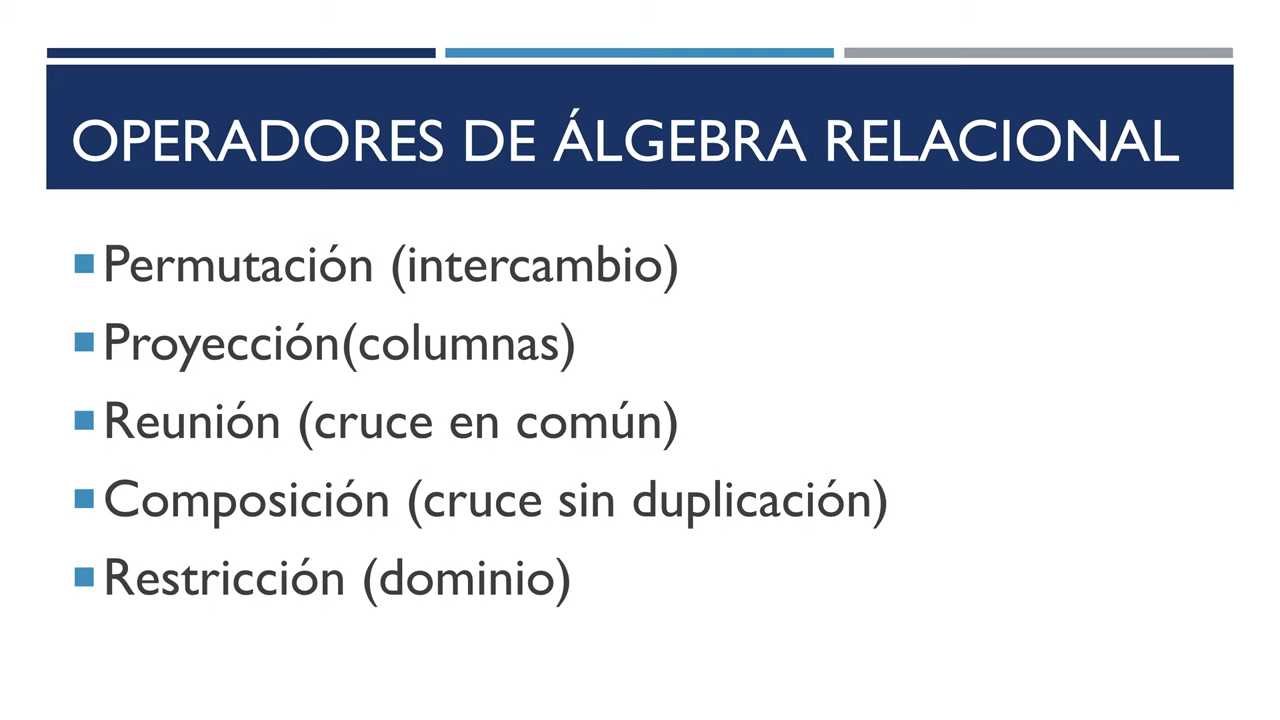 OPERADORES DE ÁLGEBRA RELACIONAL
Permutación (intercambio)
Proyección(columnas)
Reunión (cruce en común)
Composición (cruce sin duplicación)
Restricción (dominio)